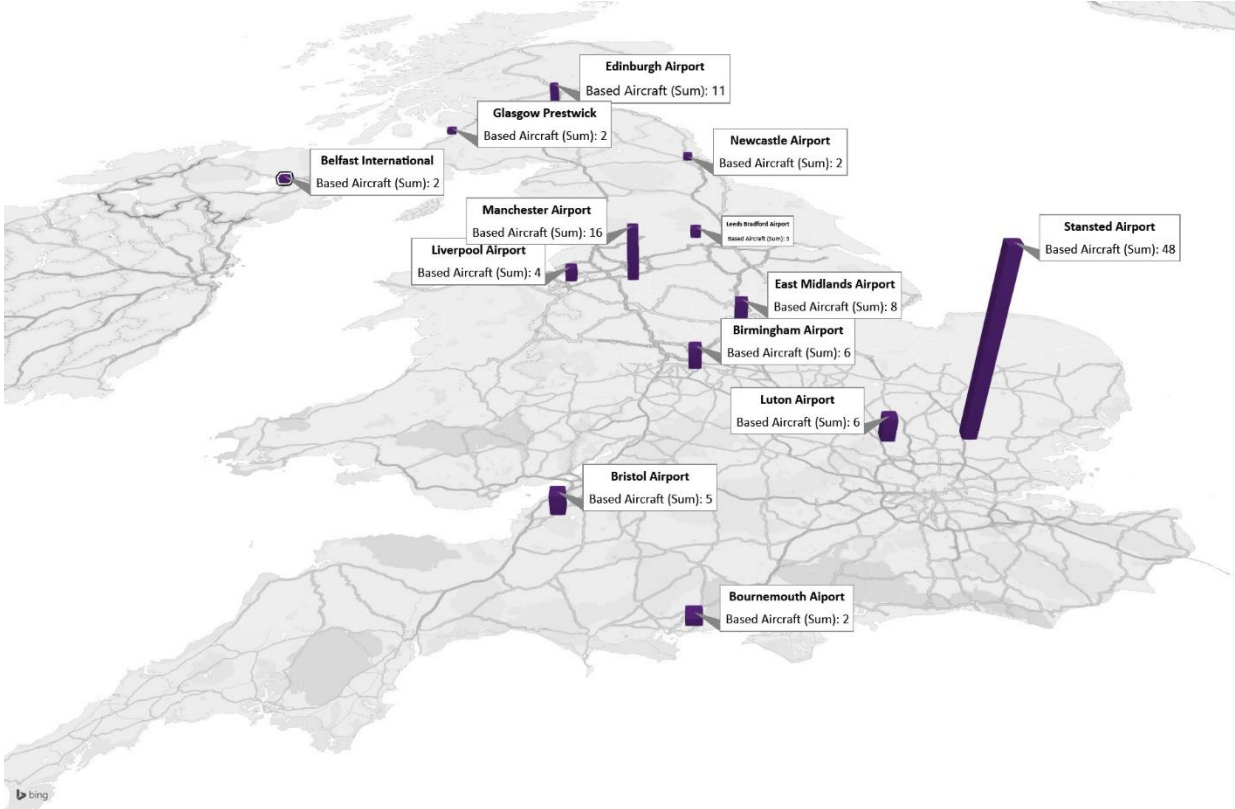 Edinburgh Airport
Based Aircraft (Sum): 11
Glasgow Prestwick
Based Aircraft (Sum): 2
Newcastle Airport
Based Aircraft (Sum): 2
Belfast International
Based Aircraft (Sum): 2
Manchester Airport
Based Aircraft (Sum): 16
Leeds Bradford Airport
Based Aircraft (Sum): 3
Stansted Airport
Based Aircraft (Sum): 48
Liverpool Airport
Based Aircraft (Sum): 4
East Midlands Airport
Based Aircraft (Sum): 8
Birmingham Airport
Based Aircraft (Sum): 6
Luton Airport
Based Aircraft (Sum): 6
Bristol Airport
Based Aircraft (Sum): 5
Bournemouth Aiport
Based Aircraft (Sum): 2
bing